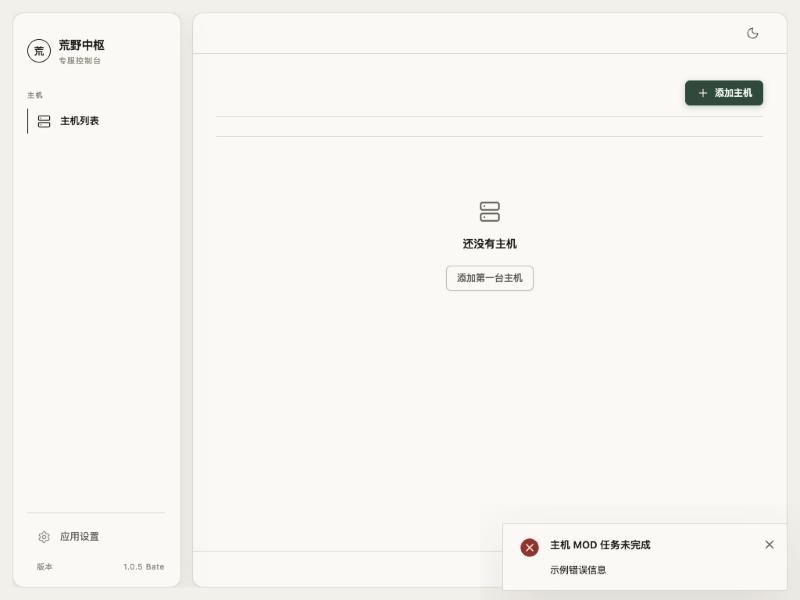 荒
荒野中枢
专服控制台
主机
主机列表
添加主机
还没有主机
添加第一台主机
应用设置
版本 1.0.5 Bate
主机 MOD 任务未完成
示例错误信息